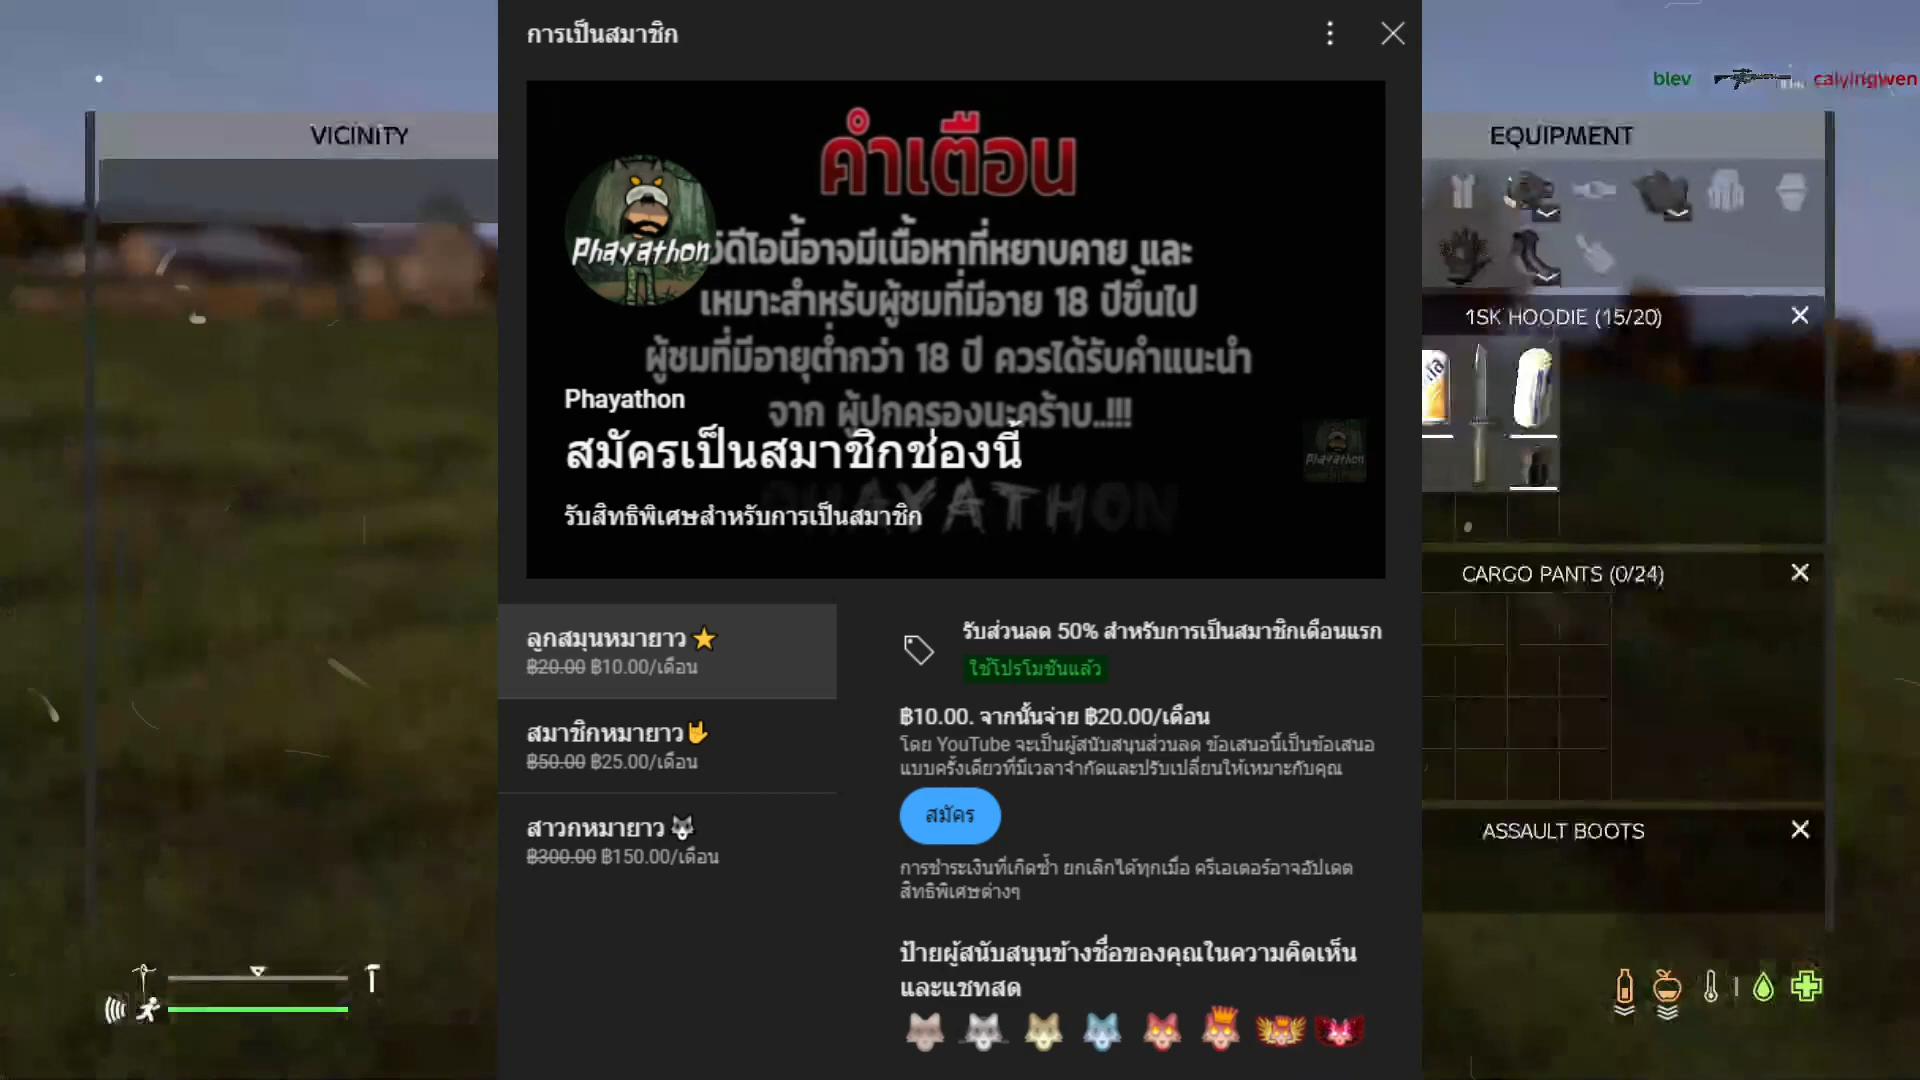 การเป็นสมาชิก
blev
calyingwen
VICINITY
EQUIPMENT
คำเตือน
Phayathon
วีดีโอนี้อาจมีเนื้อหาที่หยาบคาย และ
เหมาะสำหรับผู้ชมที่มีอาย 18 ปีขึ้นไป
ผู้ชมที่มีอายุต่ำกว่า 18 ปี ควรได้รับคำแนะนำ
จาก ผู้ปกครองนะคร้าบ..!!!
Phayathon
สมัครเป็นสมาชิกช่องนี้
Phayathon
PHAYATHON
รับสิทธิพิเศษสำหรับการเป็นสมาชิก
1SK HOODIE (15/20)
CARGO PANTS (0/24)
ASSAULT BOOTS
ลูกสมุนหมายาว⭐
฿20.00 ฿10.00/เดือน
สมาชิกหมายาว🤘
฿50.00 ฿25.00/เดือน
สาวกหมายาว🐺
฿300.00 ฿150.00/เดือน
รับส่วนลด 50% สำหรับการเป็นสมาชิกเดือนแรก
ใช้โปรโมชันแล้ว
฿10.00. จากนั้นจ่าย ฿20.00/เดือน
โดย YouTube จะเป็นผู้สนับสนุนส่วนลด ข้อเสนอนี้เป็นข้อเสนอ
แบบครั้งเดียวที่มีเวลาจำกัดและปรับเปลี่ยนให้เหมาะกับคุณ
สมัคร
การชำระเงินที่เกิดซ้ำ ยกเลิกได้ทุกเมื่อ ครีเอเตอร์อาจอัปเดต
สิทธิพิเศษต่างๆ
ป้ายผู้สนับสนุนข้างชื่อของคุณในความคิดเห็น
และแชทสด